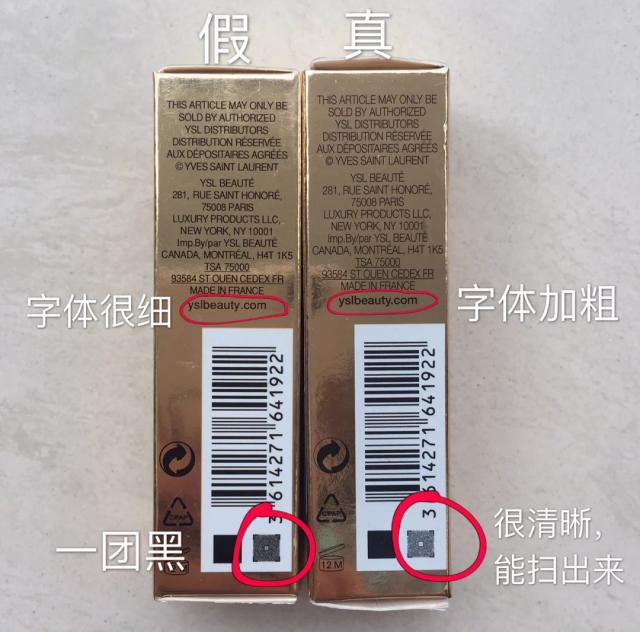 假
真
THIS ARTICLE MAY ONLY BE
SOLD BY AUTHORIZED
YSL DISTRIBUTORS
DISTRIBUTION RÉSERVÉE
AUX DÉPOSITAIRES AGRÉÉS
© YVES SAINT LAURENT
YSL BEAUTÉ
281, RUE SAINT HONORÉ,
75008 PARIS
LUXURY PRODUCTS LLC,
NEW YORK, NY 10001
Imp.By/par YSL BEAUTÉ
CANADA, MONTRÉAL, H4T 1K5
TSA 75000
93584 ST OUEN CEDEX FR
MADE IN FRANCE
yslbeauty.com
字体很细
3 614271 641922
一团黑
THIS ARTICLE MAY ONLY BE
SOLD BY AUTHORIZED
YSL DISTRIBUTORS
DISTRIBUTION RÉSERVÉE
AUX DÉPOSITAIRES AGRÉÉS
© YVES SAINT LAURENT
YSL BEAUTÉ
281, RUE SAINT HONORÉ,
75008 PARIS
LUXURY PRODUCTS LLC,
NEW YORK, NY 10001
Imp.By/par YSL BEAUTÉ
CANADA, MONTRÉAL, H4T 1K5
TSA 75000
93584 ST OUEN CEDEX FR
MADE IN FRANCE
yslbeauty.com
字体加粗
3 614271 641922
12 M
很清晰，
能扫出来